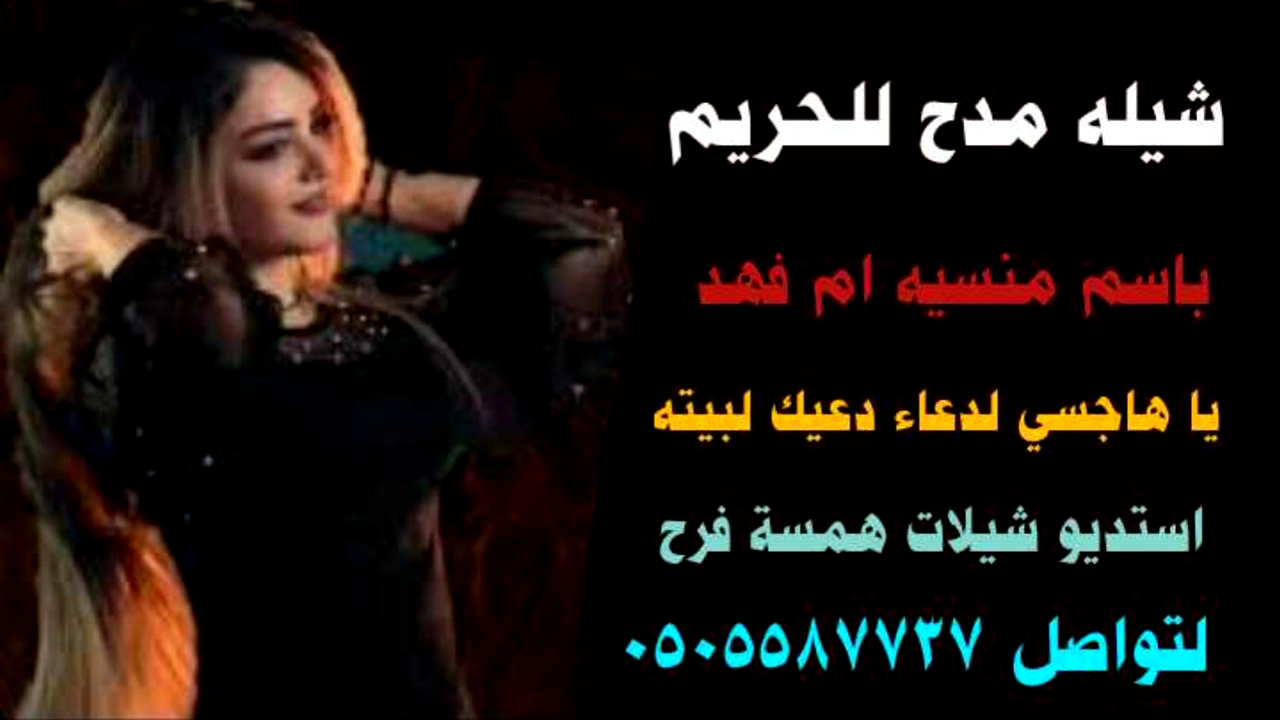 شيله مدح للحريم
باسم منسيه ام فهد
يا هاجسي لدعاء دعيك لبيته
استديو شيلات همسة فرح
لتواصل ٠٥٠٥٥٨٧٧٣٧